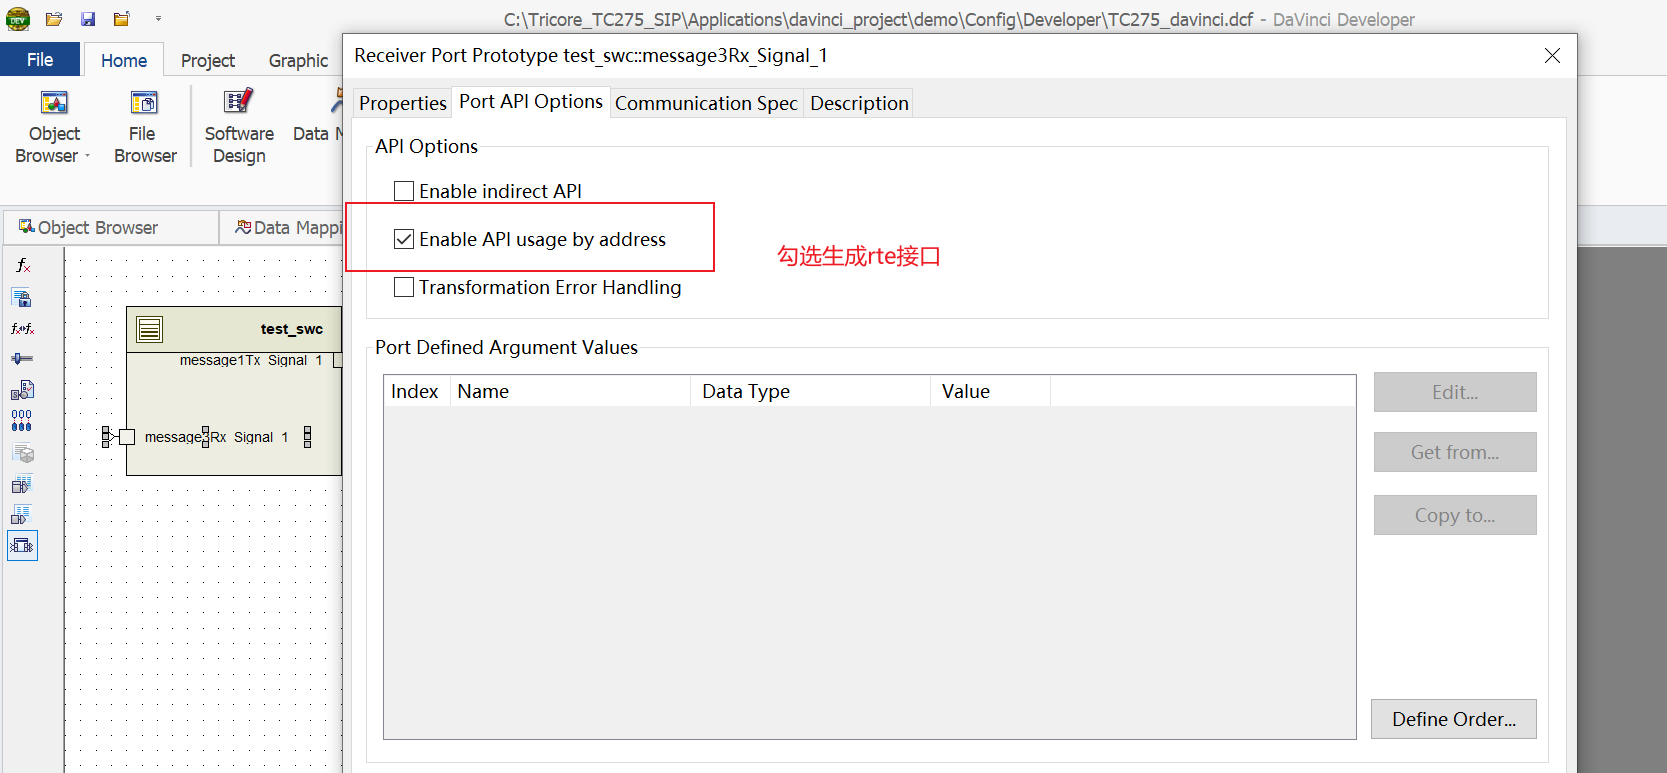 C:\Tricore_TC275_SIP\Applications\davinci_project\demo\Config\Developer\TC275_davinci.dcf - DaVinci Developer
File
Home
Project
Graphic
Object
Browser
File
Browser
Software
Design
Data
Object Browser
Data Mappi
Receiver Port Prototype test_swc::message3Rx_Signal_1
Properties
Port API Options
Communication Spec
Description
API Options
Enable indirect API
Enable API usage by address
勾选生成rte接口
Transformation Error Handling
test_swc
message1Tx_Signal_1
message3Rx_Signal_1
Port Defined Argument Values
Index
Name
Data Type
Value
Edit...
Get from...
Copy to...
Define Order...